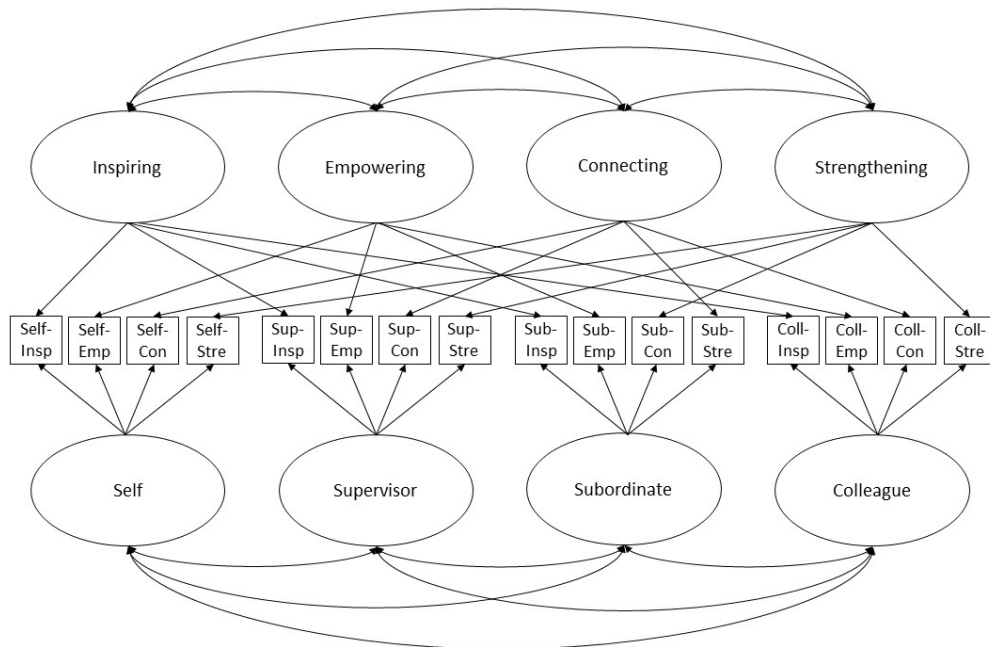 Inspiring
Empowering
Connecting
Strengthening
Self-
Insp
Self-
Emp
Self-
Con
Self-
Stre
Sup-
Insp
Sup-
Emp
Sup-
Con
Sup-
Stre
Sub-
Insp
Sub-
Emp
Sub-
Con
Sub-
Stre
Coll-
Insp
Coll-
Emp
Coll-
Con
Coll-
Stre
Self
Supervisor
Subordinate
Colleague